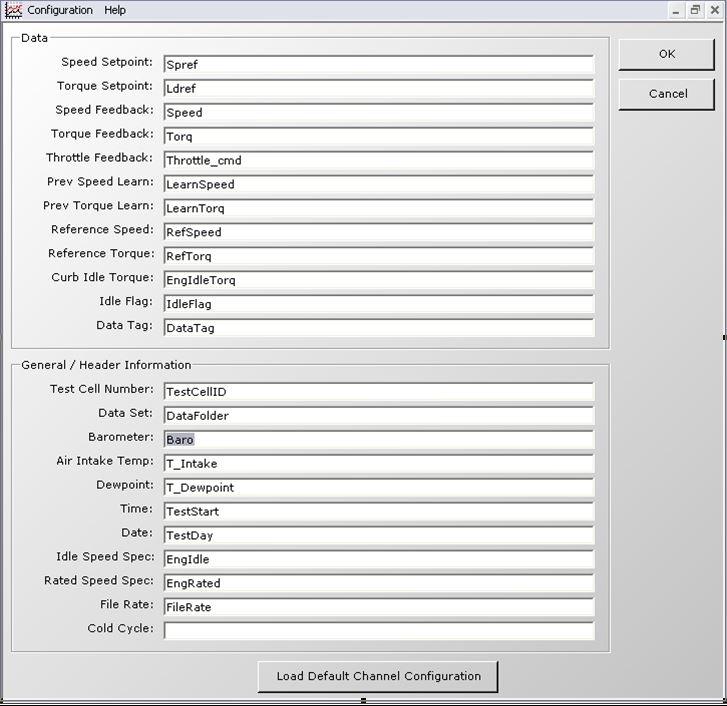 Configuration Help
Data
Speed Setpoint: Spref
Torque Setpoint: Ldref
Speed Feedback: Speed
Torque Feedback: Torq
Throttle Feedback: Throttle_cmd
Prev Speed Learn: LearnSpeed
Prev Torque Learn: LearnTorq
Reference Speed: RefSpeed
Reference Torque: RefTorq
Curb Idle Torque: EngIdleTorq
Idle Flag: IdleFlag
Data Tag: DataTag
OK
Cancel
General / Header Information
Test Cell Number: TestCellID
Data Set: DataFolder
Barometer: Baro
Air Intake Temp: T_Intake
Dewpoint: T_Dewpoint
Time: TestStart
Date: TestDay
Idle Speed Spec: EngIdle
Rated Speed Spec: EngRated
File Rate: FileRate
Cold Cycle:
Load Default Channel Configuration